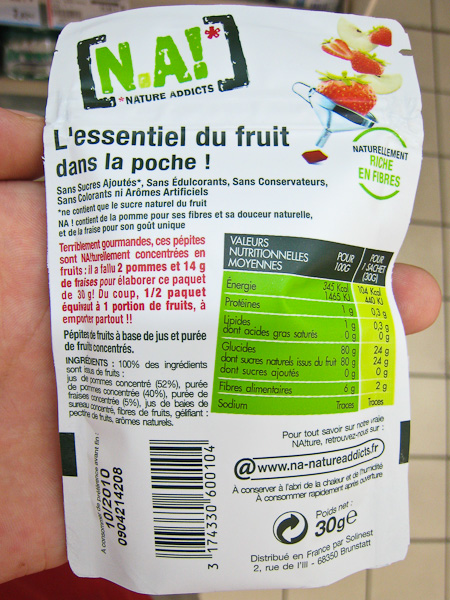 [N.A!*]
*NATURE ADDICTS
L'essentiel du fruit
dans la poche !
NATURELLEMENT
RICHE
EN FIBRES
Sans Sucres Ajoutés*, Sans Édulcorants, Sans Conservateurs,
Sans Colorants ni Arômes Artificiels
*ne contient que le sucre naturel du fruit
NA ! contient de la pomme pour ses fibres et sa douceur naturelle,
et de la fraise pour son goût unique
Terriblement gourmandes, ces pépites
sont NA!turellement concentrées en
fruits : il a fallu 2 pommes et 14 g
de fraises pour élaborer ce paquet
de 30 g! Du coup, 1/2 paquet
équivaut à 1 portion de fruits, à
emporter partout !!
Pépites de fruits à base de jus et purée
de fruits concentrés.
INGRÉDIENTS : 100% des ingrédients
sont issus de fruits :
jus de pommes concentré (52%), purée
de pommes concentrée (40%), purée de
fraises concentrée (5%), jus de baies de
sureau concentré, fibres de fruits, gélifiant :
pectine de fruits, arômes naturels.
VALEURS
NUTRITIONNELLES
MOYENNES
POUR
100G
POUR
1 SACHET
(30G)
Énergie 345 Kcal 104 Kcal
1465 KJ 440 KJ
Protéines 1 g 0,3 g
Lipides 1 g 0,3 g
dont acides gras saturés 0 g 0 g
Glucides 80 g 24 g
dont sucres naturels issus du fruit 80 g 24 g
dont sucres ajoutés 0 g 0 g
Fibres alimentaires 6 g 2 g
Sodium Traces Traces
A consommer de préférence avant fin :
10/2010
0904214208
3 174330 600104
Pour tout savoir sur notre vraie
NA!ture, retrouvez-nous sur :
@ www.na-natureaddicts.fr
À conserver à l'abri de la chaleur et de l'humidité
À consommer rapidement après ouverture
Poids net :
30g e
Distribué en France par Solinest
2, rue de l'Ill - 68350 Brunstatt